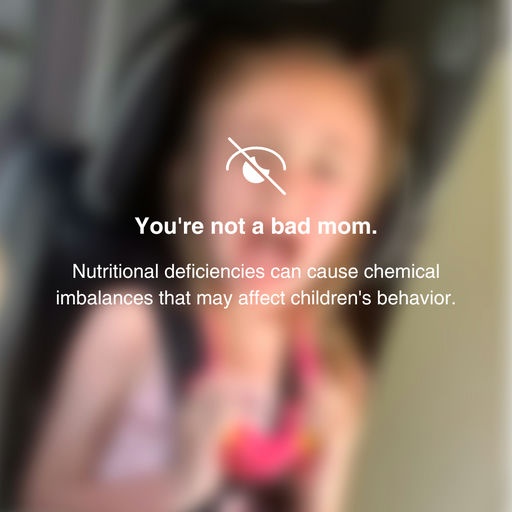 You're not a bad mom.
Nutritional deficiencies can cause chemical
imbalances that may affect children's behavior.